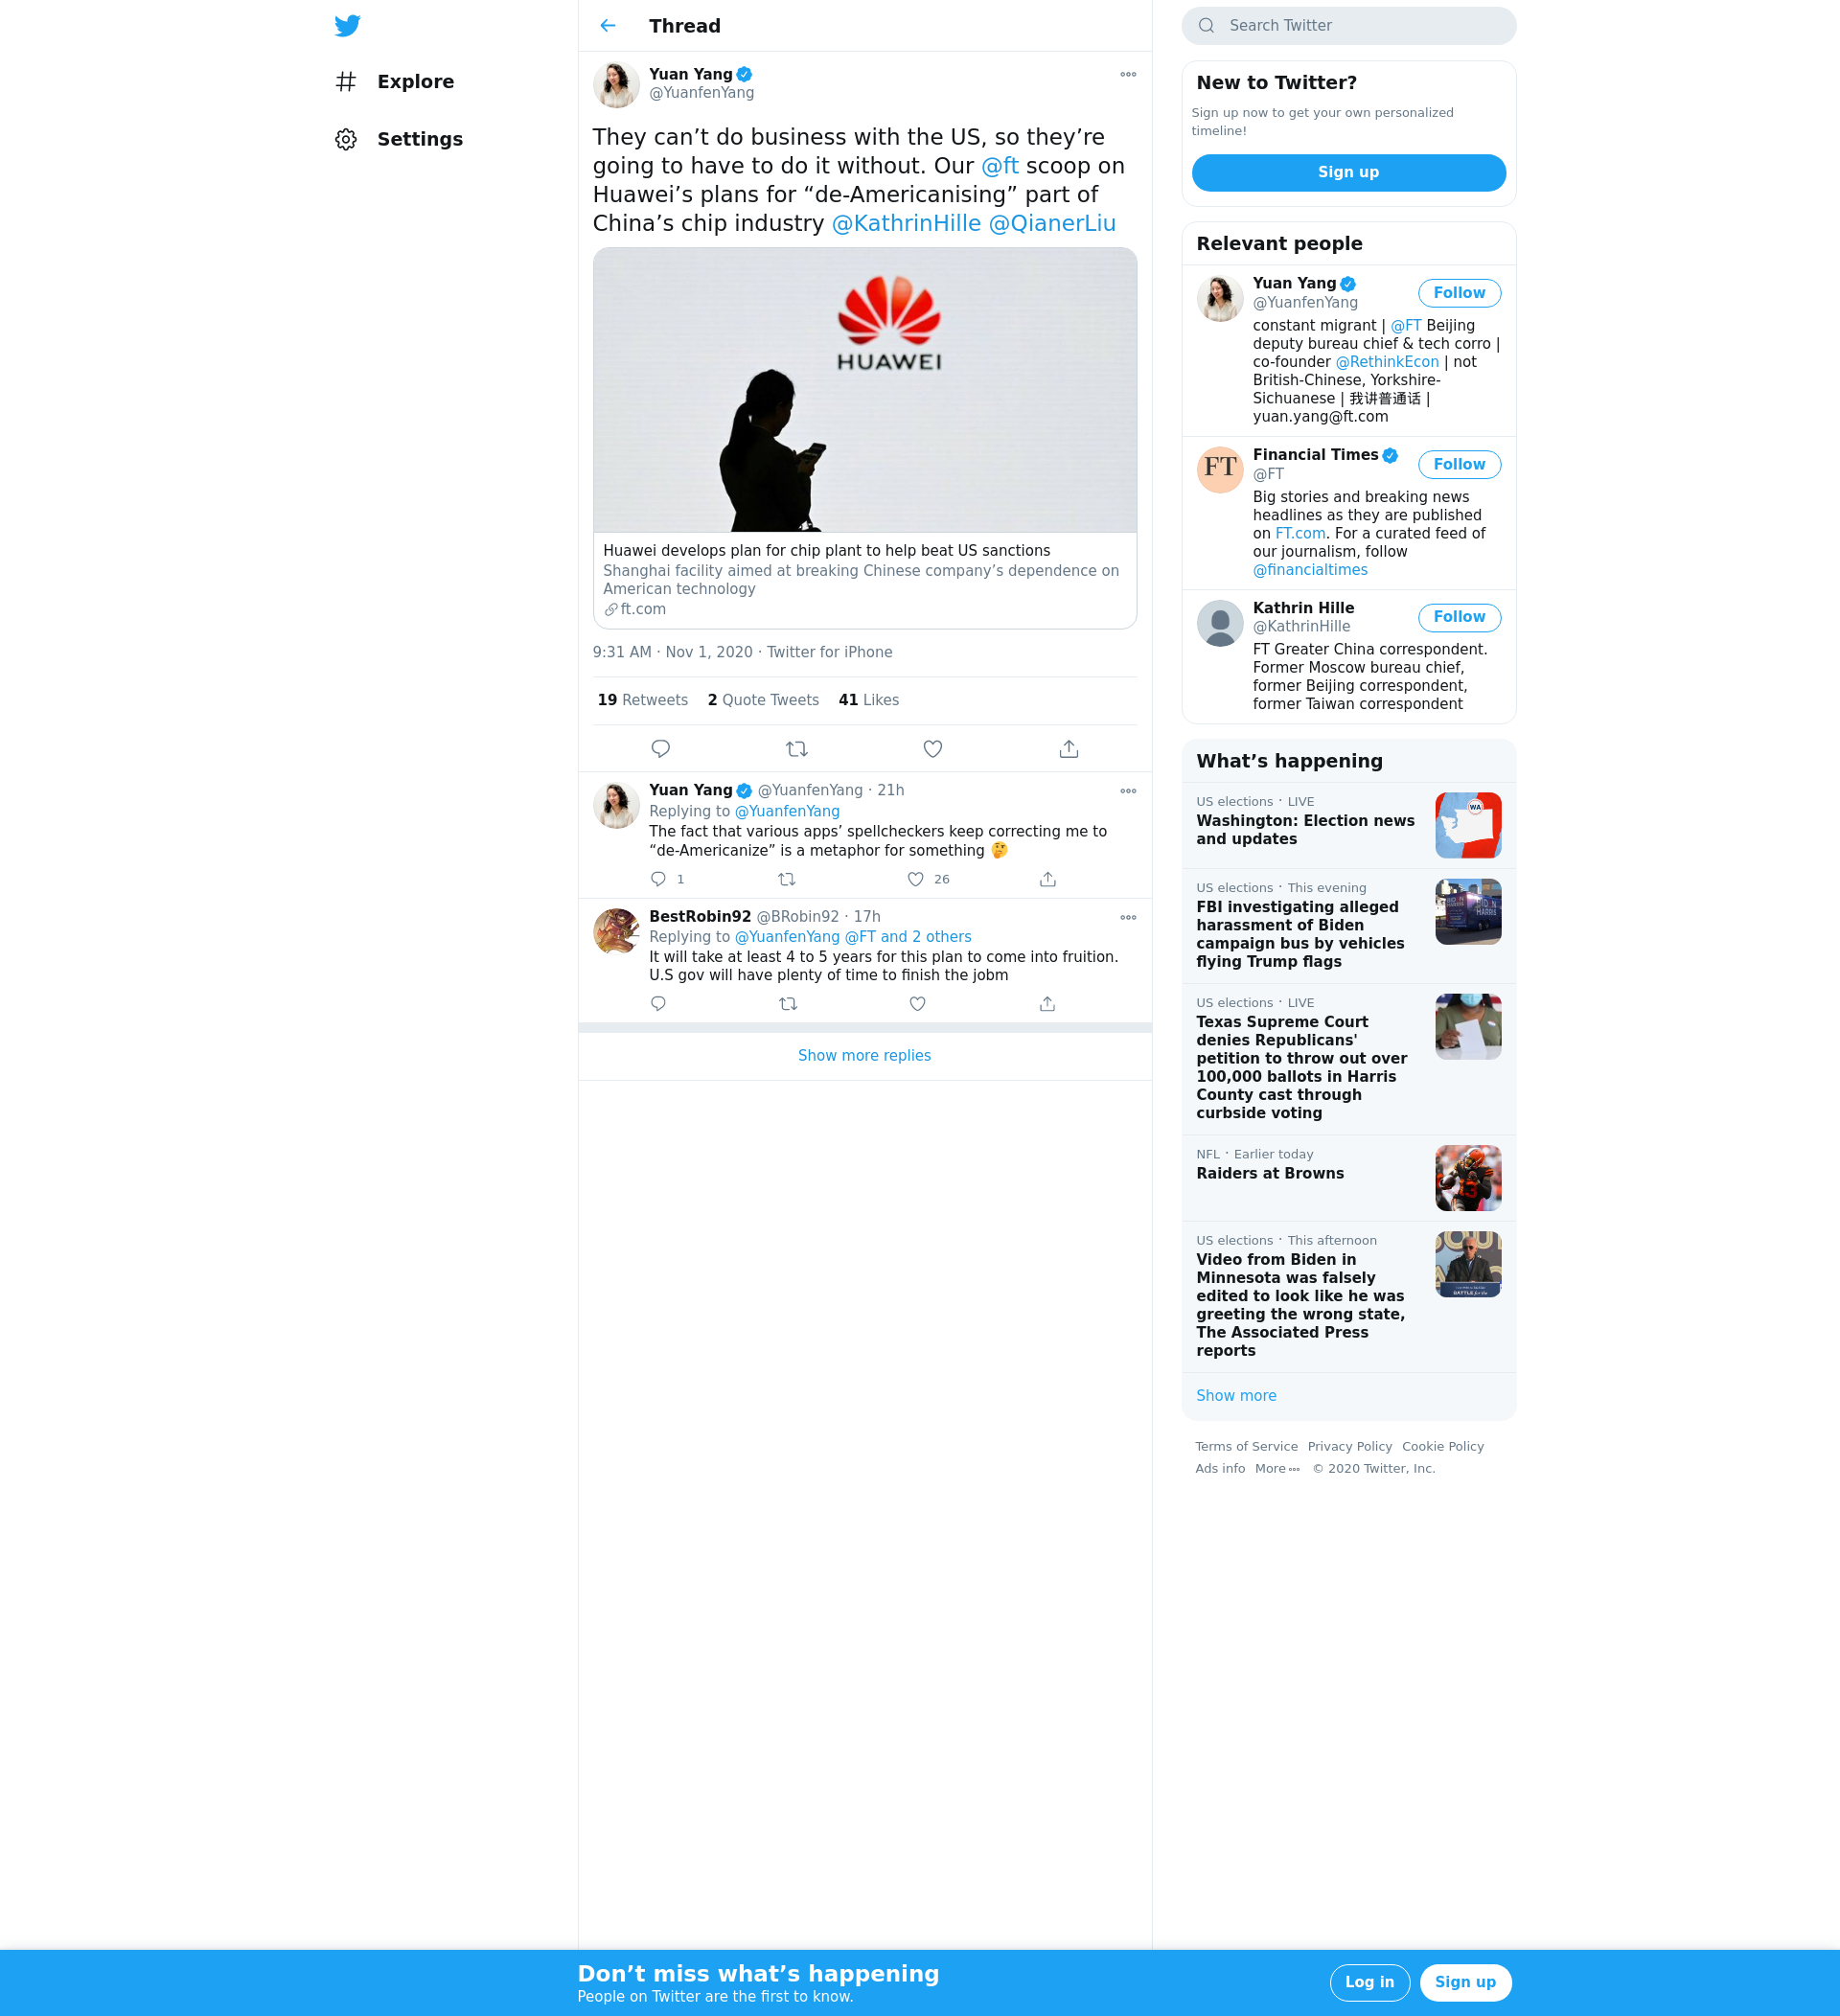 Explore
Settings
Thread
Yuan Yang
@YuanfenYang
They can’t do business with the US, so they’re
going to have to do it without. Our @ft scoop on
Huawei’s plans for “de-Americanising” part of
China’s chip industry @KathrinHille @QianerLiu
HUAWEI
Huawei develops plan for chip plant to help beat US sanctions
Shanghai facility aimed at breaking Chinese company’s dependence on
American technology
ft.com
9:31 AM · Nov 1, 2020 · Twitter for iPhone
19 Retweets 2 Quote Tweets 41 Likes
Yuan Yang @YuanfenYang · 21h
Replying to @YuanfenYang
The fact that various apps’ spellcheckers keep correcting me to
“de-Americanize” is a metaphor for something 🤔
1 26
BestRobin92 @BRobin92 · 17h
Replying to @YuanfenYang @FT and 2 others
It will take at least 4 to 5 years for this plan to come into fruition.
U.S gov will have plenty of time to finish the jobm
Show more replies
Search Twitter
New to Twitter?
Sign up now to get your own personalized
timeline!
Sign up
Relevant people
Yuan Yang
@YuanfenYang
Follow
constant migrant | @FT Beijing
deputy bureau chief & tech corro |
co-founder @RethinkEcon | not
British-Chinese, Yorkshire-
Sichuanese | 我讲普通话 |
yuan.yang@ft.com
FT
Financial Times
@FT
Follow
Big stories and breaking news
headlines as they are published
on FT.com. For a curated feed of
our journalism, follow
@financialtimes
Kathrin Hille
@KathrinHille
Follow
FT Greater China correspondent.
Former Moscow bureau chief,
former Beijing correspondent,
former Taiwan correspondent
What’s happening
US elections · LIVE
Washington: Election news
and updates
WA
US elections · This evening
FBI investigating alleged
harassment of Biden
campaign bus by vehicles
flying Trump flags
US elections · LIVE
Texas Supreme Court
denies Republicans'
petition to throw out over
100,000 ballots in Harris
County cast through
curbside voting
NFL · Earlier today
Raiders at Browns
13
US elections · This afternoon
Video from Biden in
Minnesota was falsely
edited to look like he was
greeting the wrong state,
The Associated Press
reports
Show more
Terms of Service Privacy Policy Cookie Policy
Ads info More © 2020 Twitter, Inc.
Don’t miss what’s happening
People on Twitter are the first to know.
Log in
Sign up